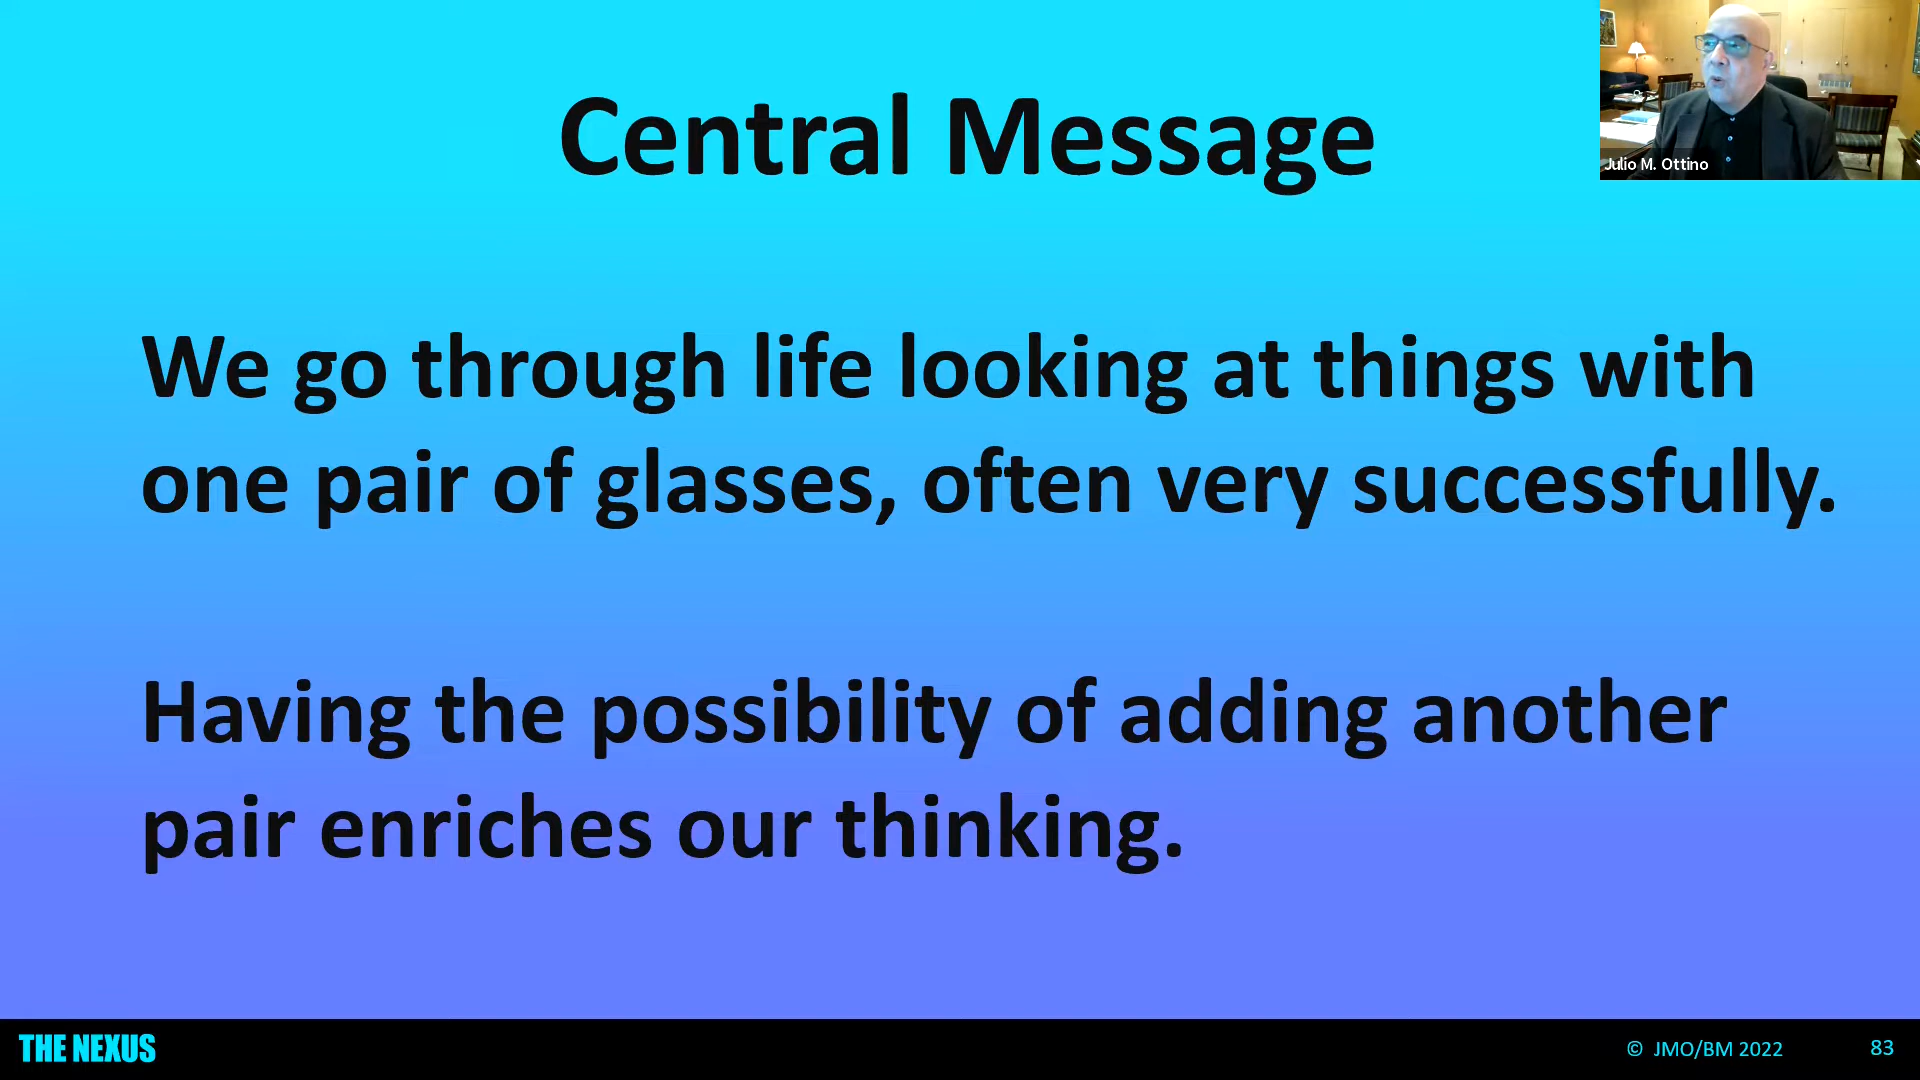 Central Message
Julio M. Ottino
We go through life looking at things with
one pair of glasses, often very successfully.
Having the possibility of adding another
pair enriches our thinking.
THE NEXUS
© JMO/BM 2022
83